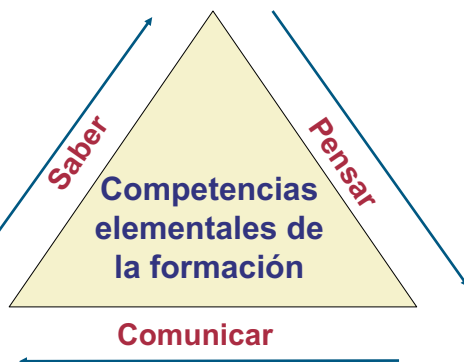 Saber
Pensar
Competencias
elementales de
la formación
Comunicar